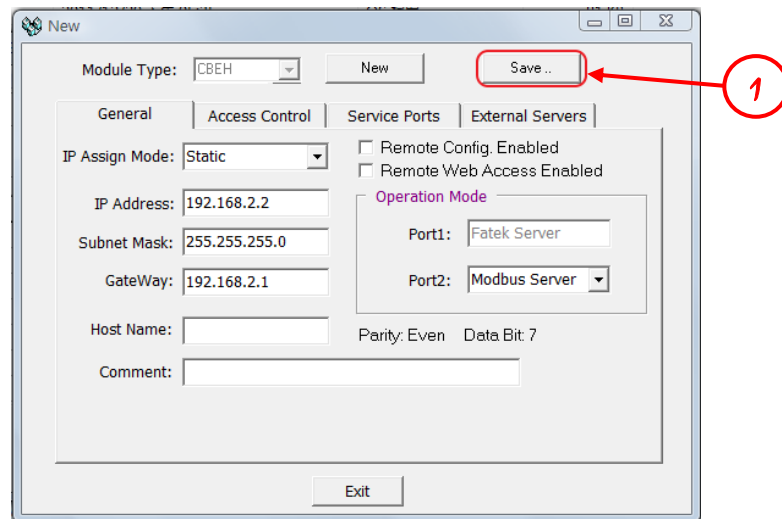 New
Module Type: CBEH New Save ..
General Access Control Service Ports External Servers
IP Assign Mode: Static
Remote Config. Enabled
Remote Web Access Enabled
IP Address: 192.168.2.2
Subnet Mask: 255.255.255.0
GateWay: 192.168.2.1
Host Name:
Comment:
Operation Mode
Port1: Fatek Server
Port2: Modbus Server
Parity: Even Data Bit: 7
Exit
1